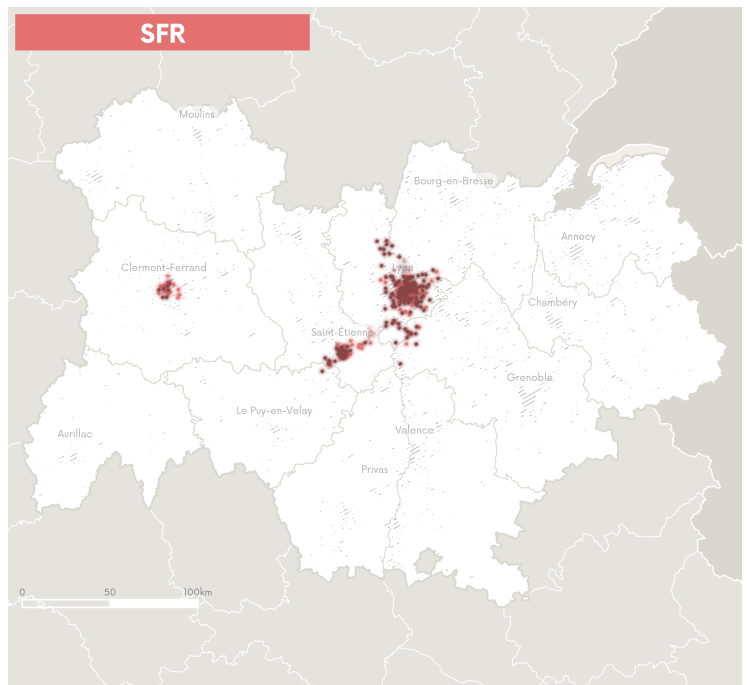 SFR
Moulins
Bourg-en-Bresse
Annecy
Clermont-Ferrand
Lyon
Chambéry
Saint-Étienne
Grenoble
Le Puy-en-Velay
Aurillac
Valence
Privas
0 50 100km